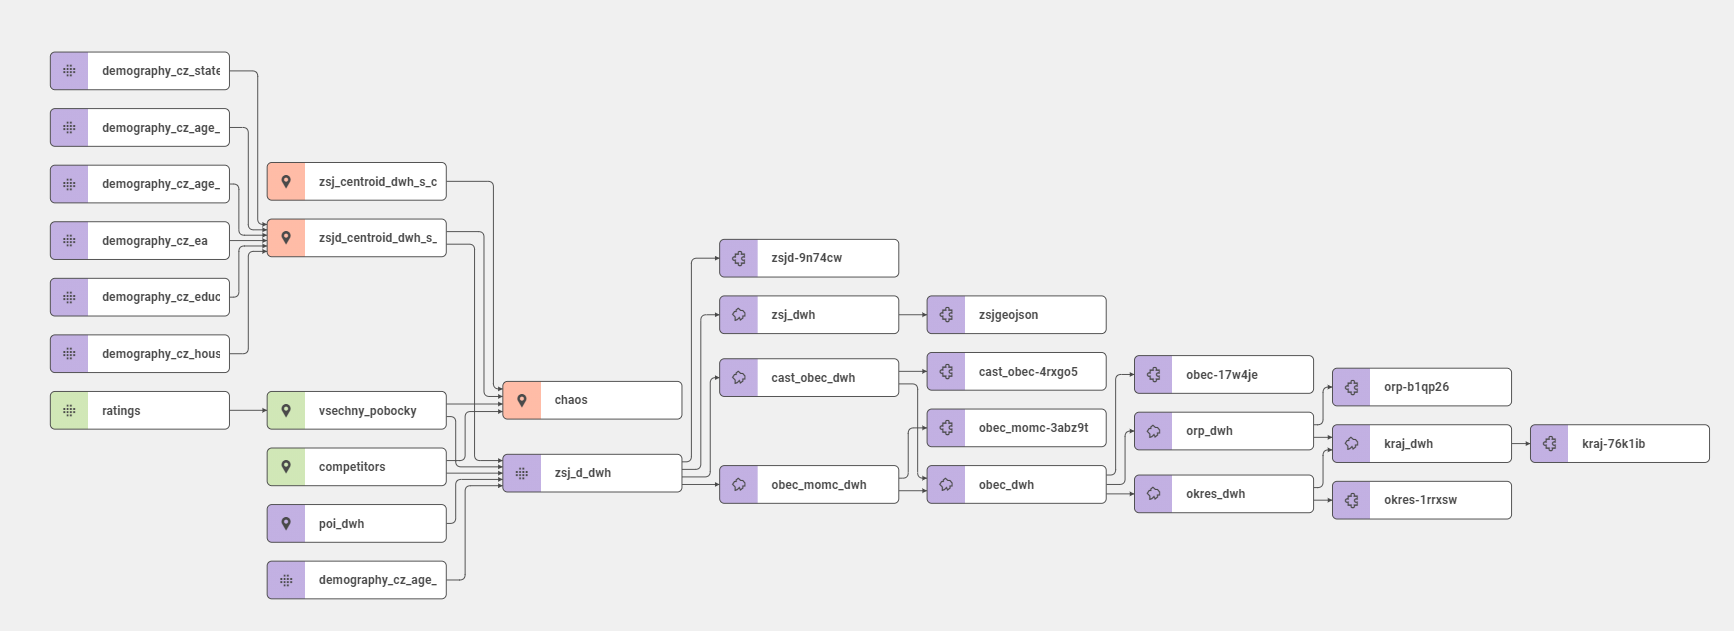 demography_cz_state
demography_cz_age_
demography_cz_age_
demography_cz_ea
demography_cz_educ
demography_cz_hous
ratings
zsj_centroid_dwh_s_c
zsjd_centroid_dwh_s_
vsechny_pobocky
competitors
poi_dwh
demography_cz_age_
chaos
zsj_d_dwh
zsjd-9n74cw
zsj_dwh
cast_obec_dwh
obec_momc_dwh
zsjgeojson
cast_obec-4rxgo5
obec_momc-3abz9t
obec_dwh
obec-17w4je
orp_dwh
okres_dwh
orp-b1qp26
kraj_dwh
okres-1rrxsw
kraj-76k1ib